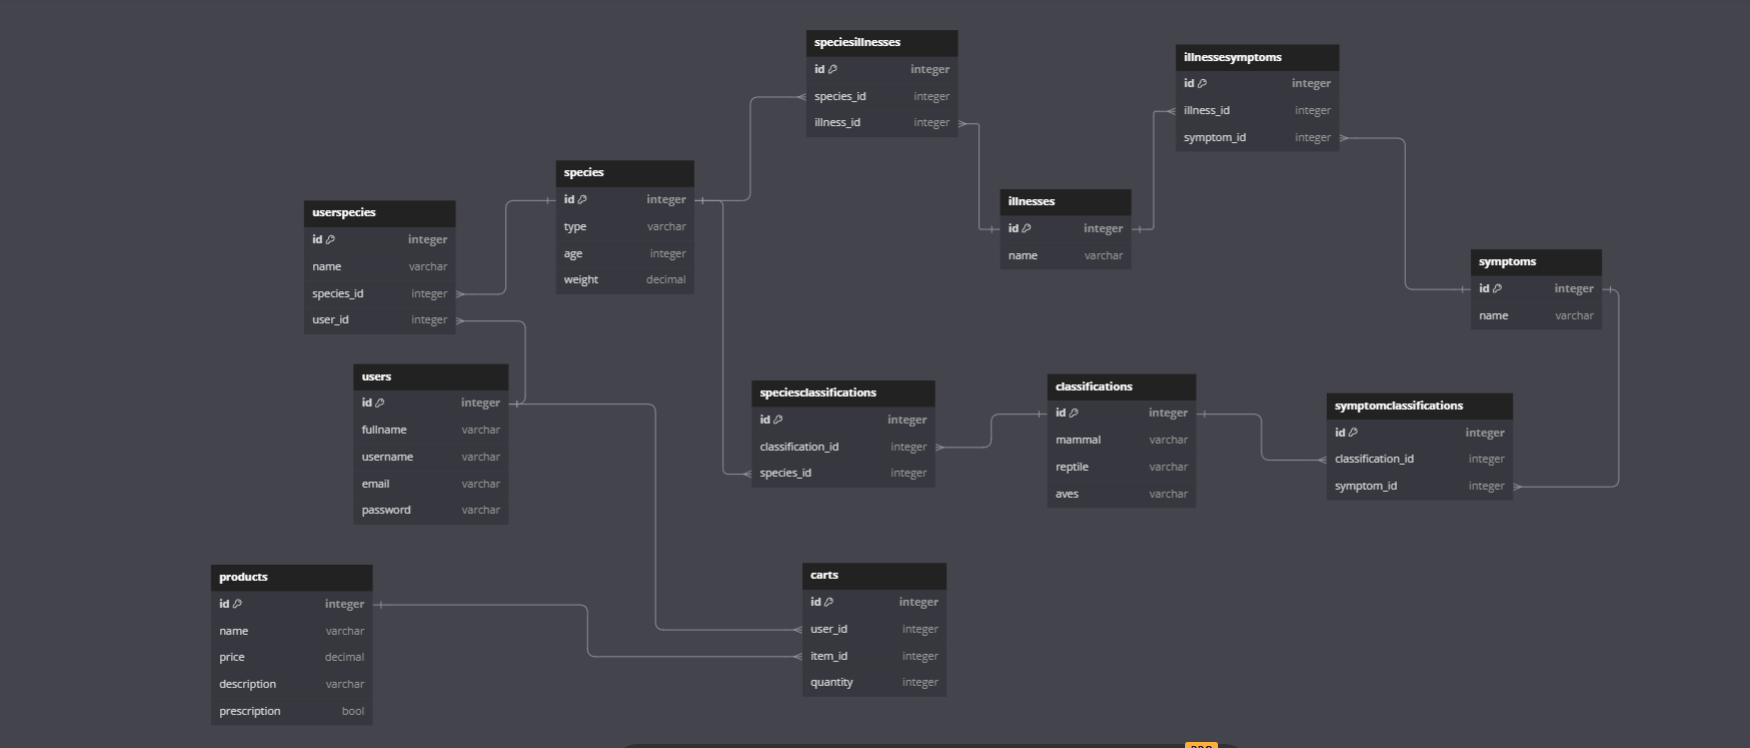 speciesillnesses
id integer
species_id integer
illness_id integer
illnessesymptoms
id integer
illness_id integer
symptom_id integer
species
id integer
type varchar
age integer
weight decimal
illnesses
id integer
name varchar
userspecies
id integer
name varchar
species_id integer
user_id integer
symptoms
id integer
name varchar
users
id integer
fullname varchar
username varchar
email varchar
password varchar
speciesclassifications
id integer
classification_id integer
species_id integer
classifications
id integer
mammal varchar
reptile varchar
aves varchar
symptomclassifications
id integer
classification_id integer
symptom_id integer
products
id integer
name varchar
price decimal
description varchar
prescription bool
carts
id integer
user_id integer
item_id integer
quantity integer